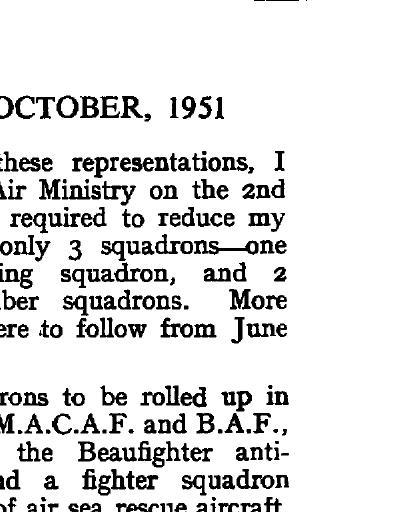 OCTOBER, 1951
these representations, I
Air Ministry on the 2nd
required to reduce my
only 3 squadrons—one
ing squadron, and 2
ber squadrons. More
ere to follow from June
rons to be rolled up in
M.A.C.A.F. and B.A.F.,
the Beaufighter anti-
nd a fighter squadron
of air sea rescue aircraft